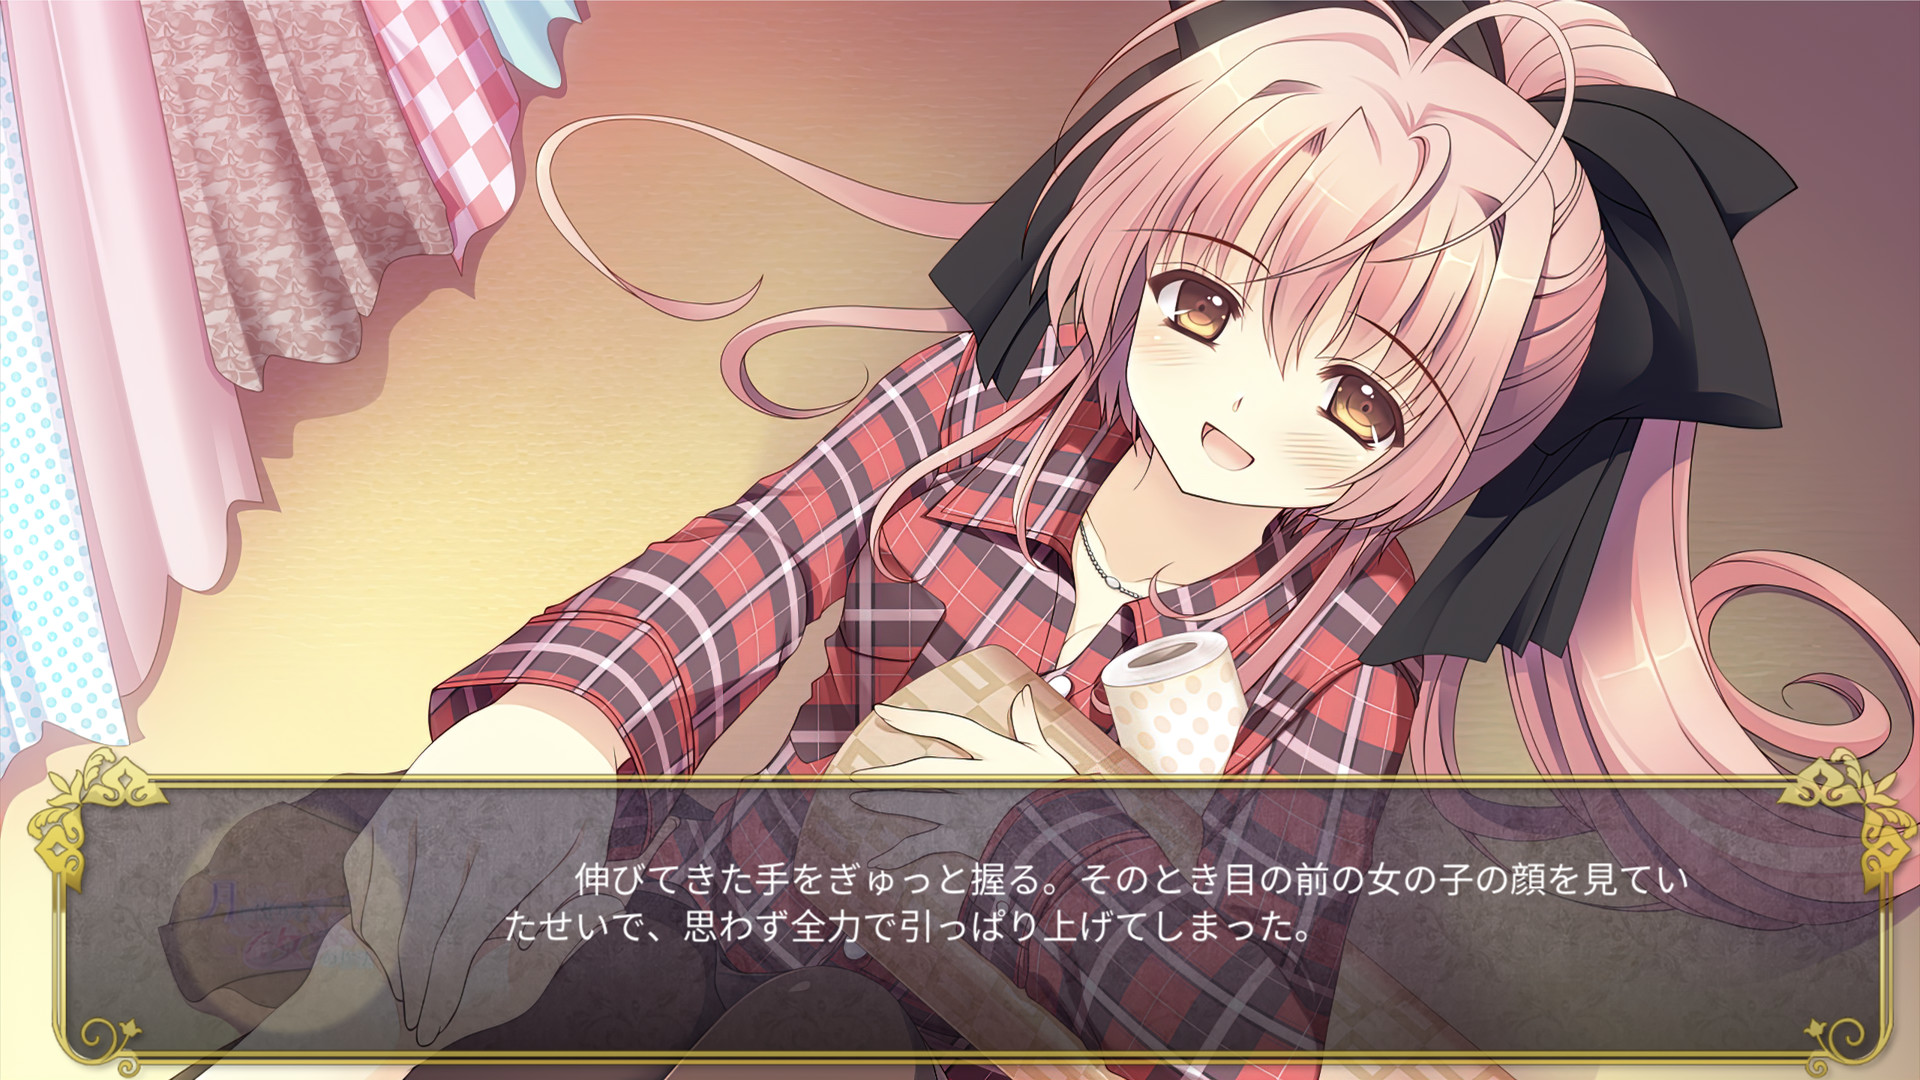 伸びてきた手をぎゅっと握る。そのとき目の前の女の子の顔を見てい
たせいで、思わず全力で引っぱり上げてしまった。